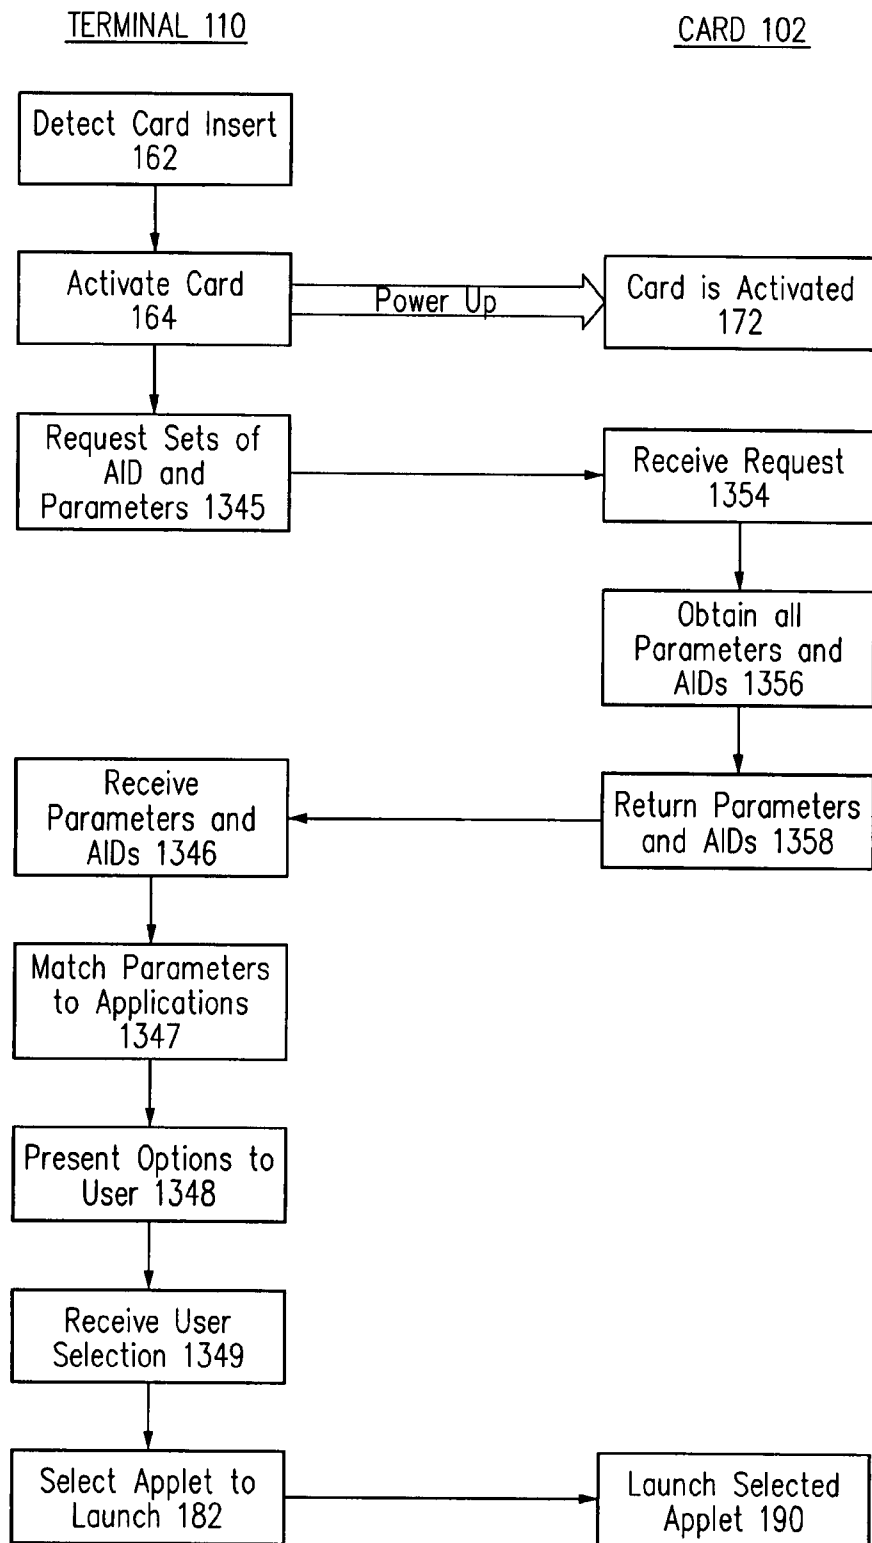 TERMINAL 110
CARD 102
Detect Card Insert
162
Activate Card
164
Power Up
Card is Activated
172
Request Sets of
AID and
Parameters 1345
Receive Request
1354
Obtain all
Parameters and
AIDs 1356
Receive
Parameters and
AIDs 1346
Return Parameters
and AIDs 1358
Match Parameters
to Applications
1347
Present Options to
User 1348
Receive User
Selection 1349
Select Applet to
Launch 182
Launch Selected
Applet 190